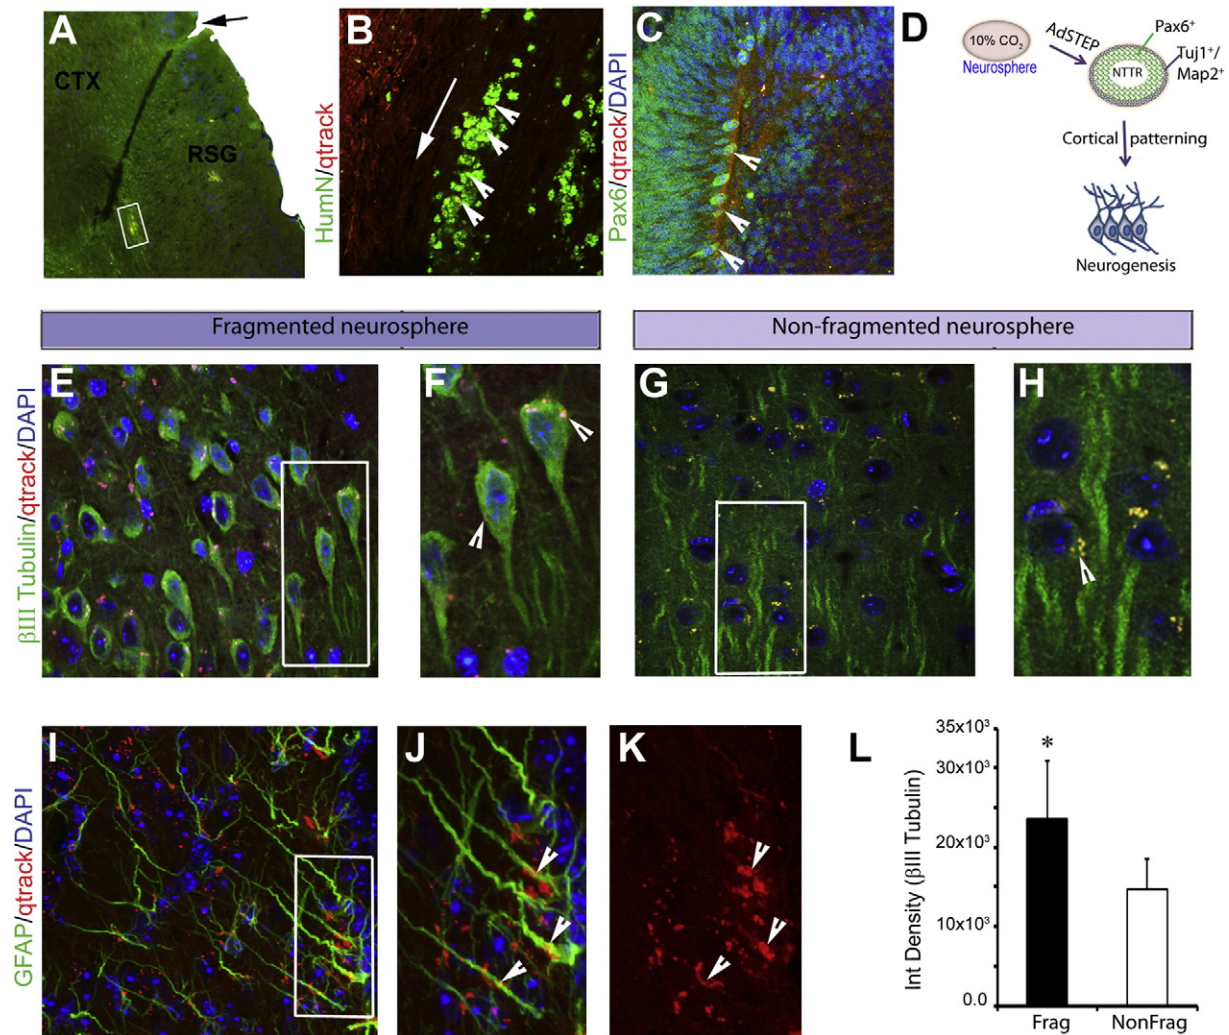 A
CTX
RSG
B
HumN/qtrack
C
Pax6/qtrack/DAPI
D
10% CO₂
Neurosphere
AdSTEP
Pax6⁺
Tuj1⁺/
Map2⁺
NTTR
Cortical patterning
Neurogenesis
Fragmented neurosphere
Non-fragmented neurosphere
E
βIII Tubulin/qtrack/DAPI
F
G
H
I
GFAP/qtrack/DAPI
J
K
L
Int Density (βIII Tubulin)
35x10³
30x10³
20x10³
10x10³
0.0
*
Frag
NonFrag